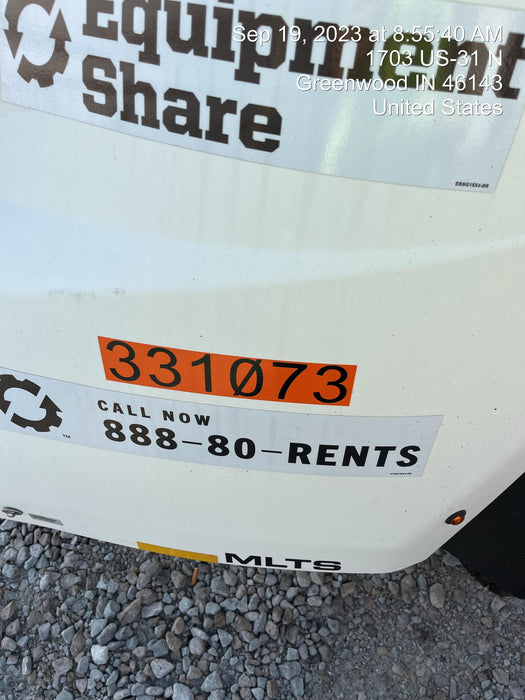 Equipment
Share
Sep 19, 2023 at 8:55:40 AM
1703 US-31 N
Greenwood IN 46143
United States
331Ø73
CALL NOW
888-80-RENTS
TM
MLTS